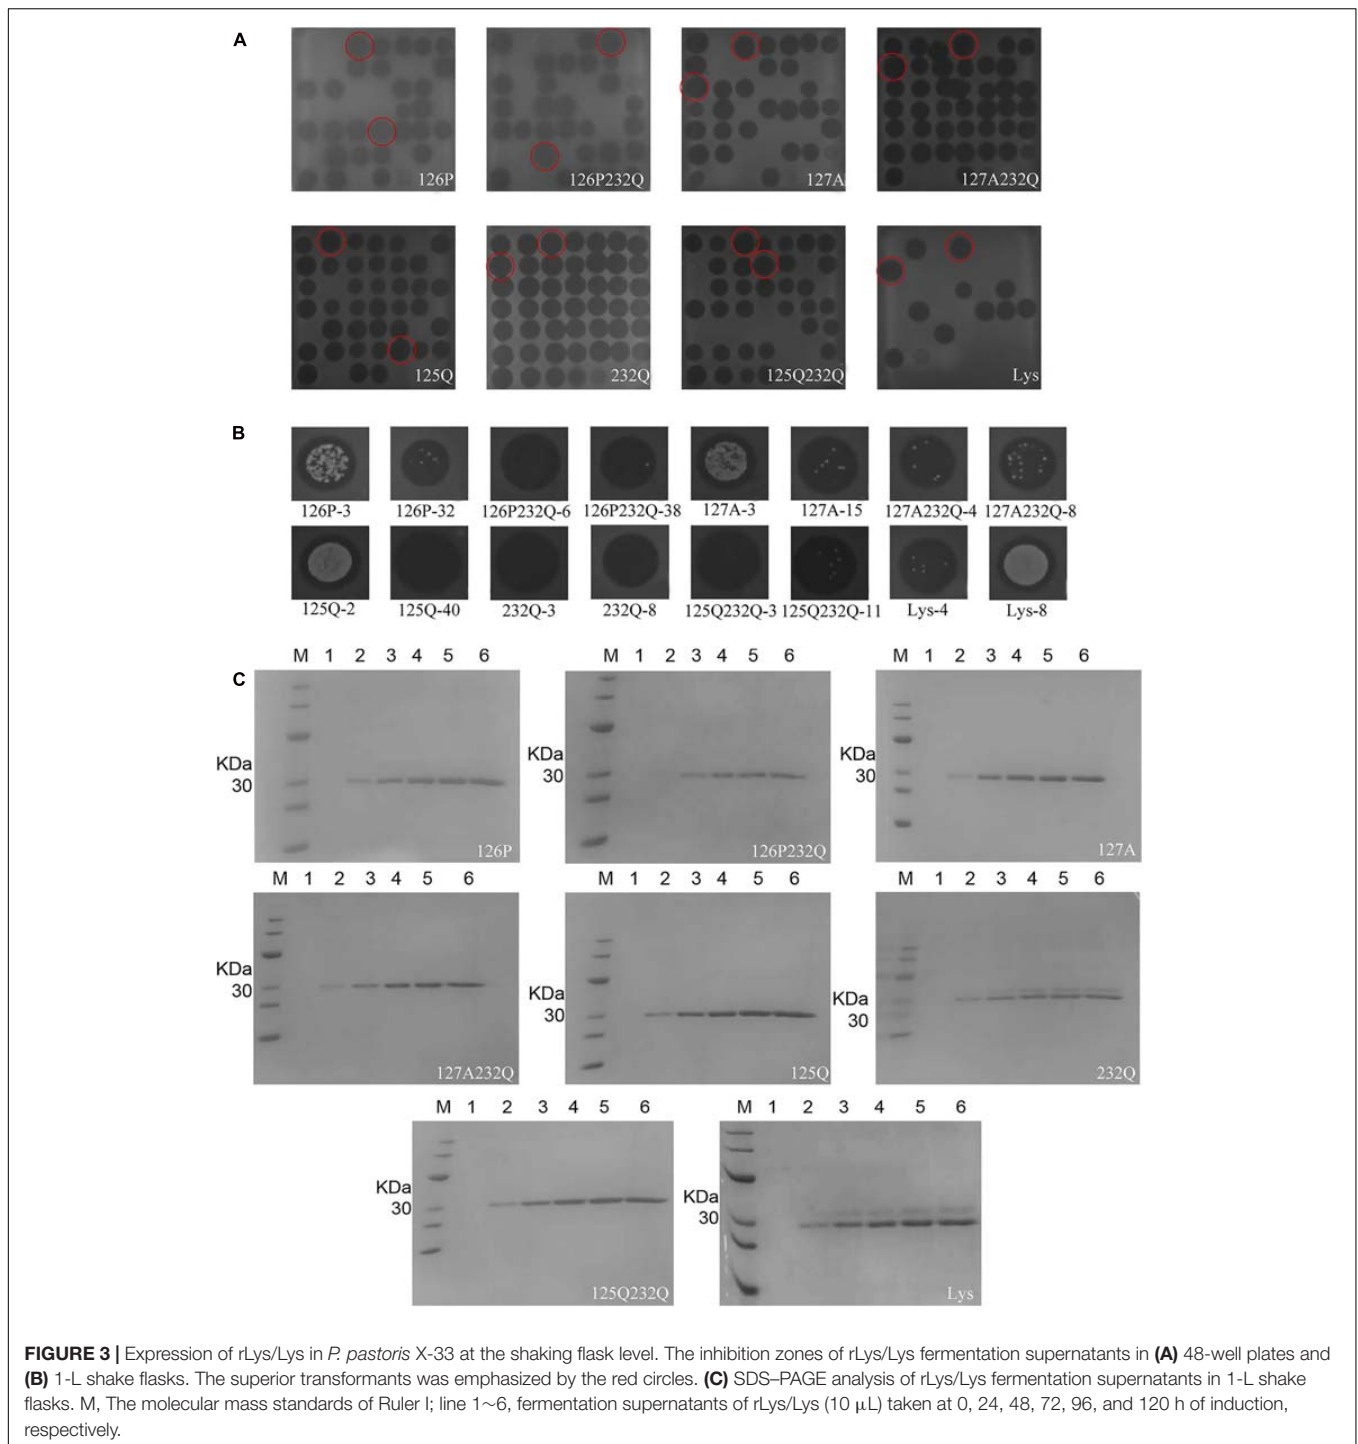 A
126P 126P232Q 127A 127A232Q
125Q 232Q 125Q232Q Lys
B
126P-3 126P-32 126P232Q-6 126P232Q-38 127A-3 127A-15 127A232Q-4 127A232Q-8
125Q-2 125Q-40 232Q-3 232Q-8 125Q232Q-3 125Q232Q-11 Lys-4 Lys-8
C
M 1 2 3 4 5 6 M 1 2 3 4 5 6 M 1 2 3 4 5 6
KDa KDa KDa
30 30 30
126P 126P232Q 127A
M 1 2 3 4 5 6 M 1 2 3 4 5 6 M 1 2 3 4 5 6
KDa KDa KDa
30 30 30
127A232Q 125Q 232Q
M 1 2 3 4 5 6 M 1 2 3 4 5 6
KDa KDa
30 30
125Q232Q Lys
FIGURE 3 | Expression of rLys/Lys in P. pastoris X-33 at the shaking flask level. The inhibition zones of rLys/Lys fermentation supernatants in (A) 48-well plates and
(B) 1-L shake flasks. The superior transformants was emphasized by the red circles. (C) SDS–PAGE analysis of rLys/Lys fermentation supernatants in 1-L shake
flasks. M, The molecular mass standards of Ruler I; line 1~6, fermentation supernatants of rLys/Lys (10 μL) taken at 0, 24, 48, 72, 96, and 120 h of induction,
respectively.